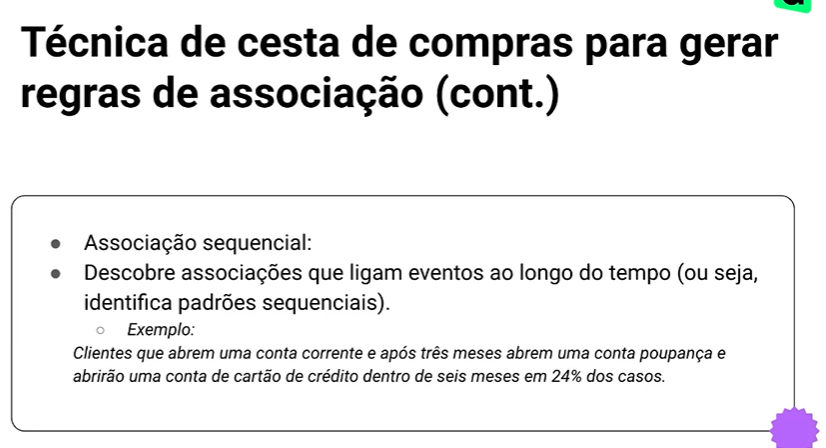 Técnica de cesta de compras para gerar
regras de associação (cont.)
● Associação sequencial:
● Descobre associações que ligam eventos ao longo do tempo (ou seja,
identifica padrões sequenciais).
○ Exemplo:
Clientes que abrem uma conta corrente e após três meses abrem uma conta poupança e
abrirão uma conta de cartão de crédito dentro de seis meses em 24% dos casos.